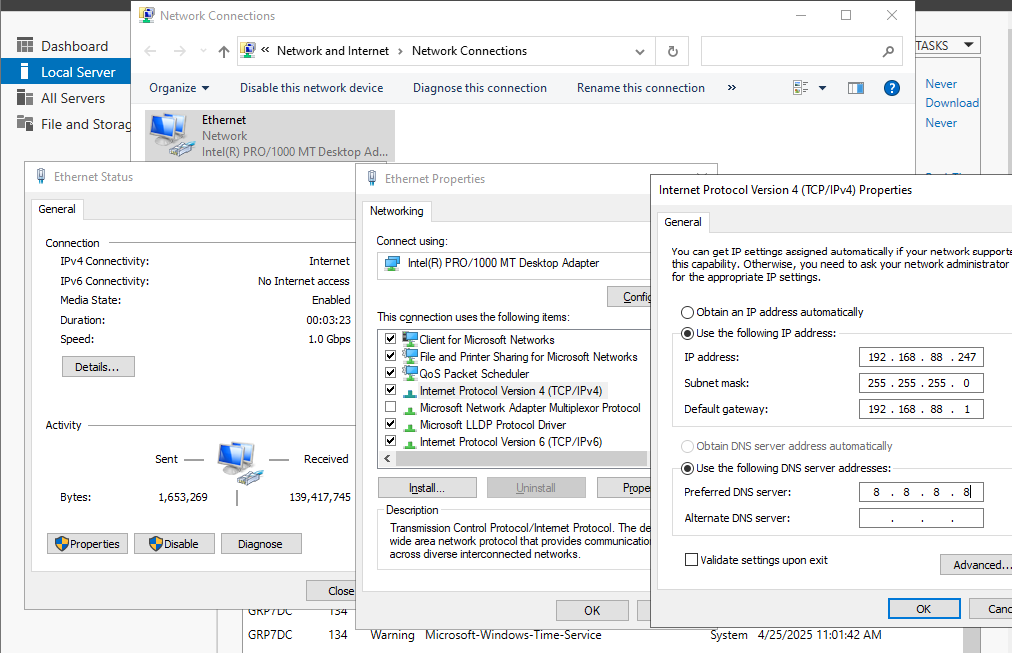 Network Connections
« Network and Internet > Network Connections
Organize Disable this network device Diagnose this connection Rename this connection »
TASKS
Dashboard
Local Server
All Servers
File and Storag
Never
Download
Never
Ethernet
Network
Intel(R) PRO/1000 MT Desktop Ad...
Ethernet Status
General
Connection
IPv4 Connectivity: Internet
IPv6 Connectivity: No Internet access
Media State: Enabled
Duration: 00:03:23
Speed: 1.0 Gbps
Details...
Activity
Sent Received
Bytes: 1,653,269 139,417,745
Properties Disable Diagnose
Close
Ethernet Properties
Networking
Connect using:
Intel(R) PRO/1000 MT Desktop Adapter
Config
This connection uses the following items:
Client for Microsoft Networks
File and Printer Sharing for Microsoft Networks
QoS Packet Scheduler
Internet Protocol Version 4 (TCP/IPv4)
Microsoft Network Adapter Multiplexor Protocol
Microsoft LLDP Protocol Driver
Internet Protocol Version 6 (TCP/IPv6)
Install... Uninstall Prope
Description
Transmission Control Protocol/Internet Protocol. The de
wide area network protocol that provides communication
across diverse interconnected networks.
OK
Internet Protocol Version 4 (TCP/IPv4) Properties
General
You can get IP settings assigned automatically if your network supports
this capability. Otherwise, you need to ask your network administrator
for the appropriate IP settings.
Obtain an IP address automatically
Use the following IP address:
IP address: 192 . 168 . 88 . 247
Subnet mask: 255 . 255 . 255 . 0
Default gateway: 192 . 168 . 88 . 1
Obtain DNS server address automatically
Use the following DNS server addresses:
Preferred DNS server: 8 . 8 . 8 . 8
Alternate DNS server: . . .
Validate settings upon exit
Advanced...
OK Canc
GRP7DC 134
GRP7DC 134 Warning Microsoft-Windows-Time-Service System 4/25/2025 11:01:42 AM